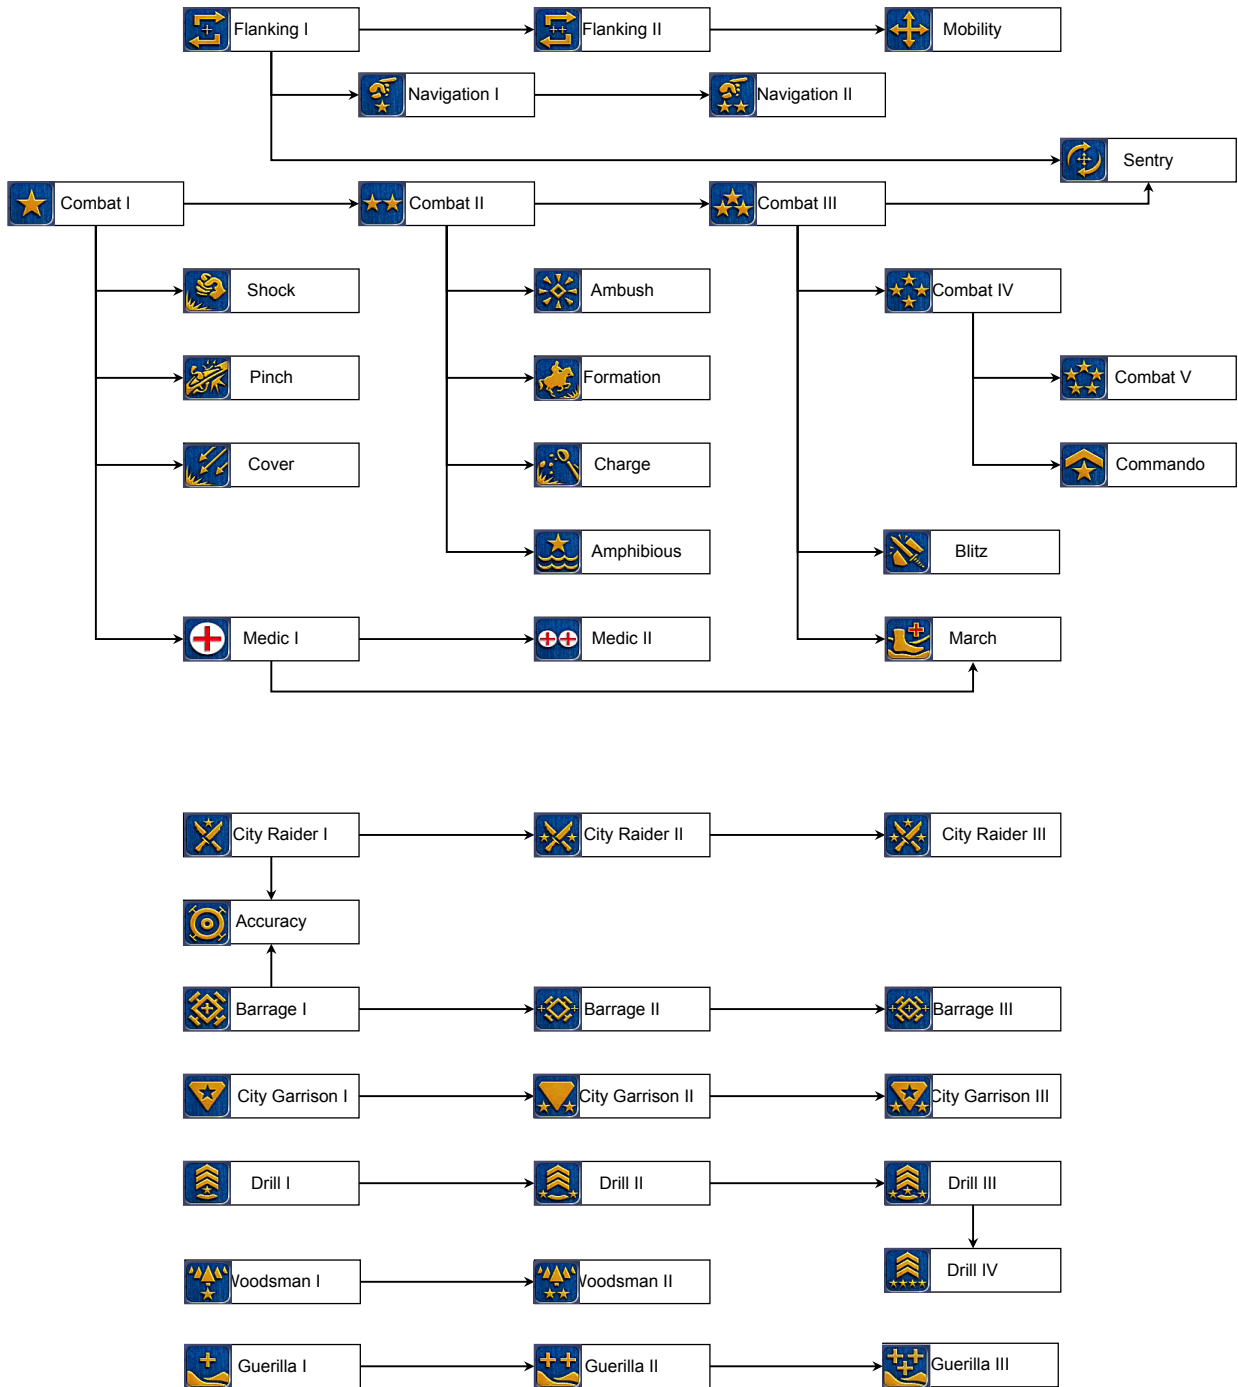 Flanking I
Flanking II
Mobility
Navigation I
Navigation II
Sentry
Combat I
Combat II
Combat III
Shock
Ambush
Combat IV
Pinch
Formation
Combat V
Cover
Charge
Commando
Amphibious
Blitz
Medic I
Medic II
March
City Raider I
City Raider II
City Raider III
Accuracy
Barrage I
Barrage II
Barrage III
City Garrison I
City Garrison II
City Garrison III
Drill I
Drill II
Drill III
Woodsman I
Woodsman II
Drill IV
Guerilla I
Guerilla II
Guerilla III